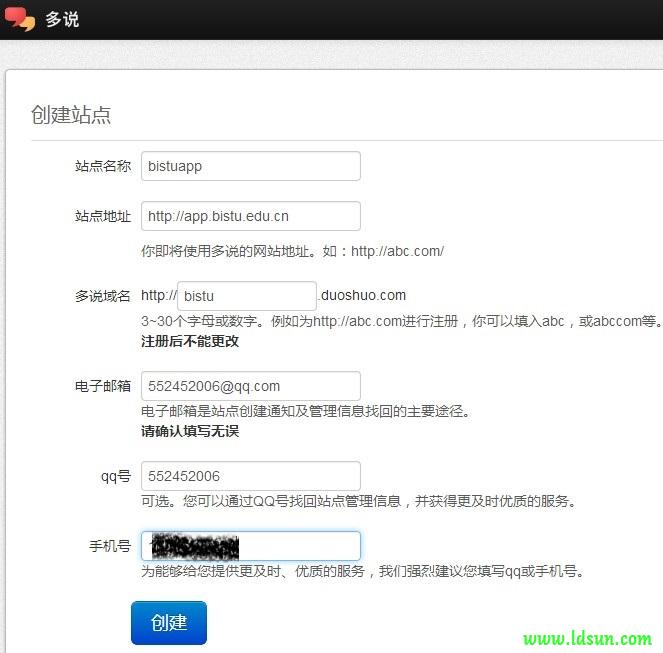 多说
创建站点
站点名称 bistuapp
站点地址 http://app.bistu.edu.cn
你即将使用多说的网站地址。如：http://abc.com/
多说域名 http:// bistu .duoshuo.com
3~30个字母或数字。例如为http://abc.com进行注册，你可以填入abc，或abccom等。
注册后不能更改
电子邮箱 552452006@qq.com
电子邮箱是站点创建通知及管理信息找回的主要途径。
请确认填写无误
qq号 552452006
可选。您可以通过QQ号找回站点管理信息，并获得更及时优质的服务。
手机号
为能够给您提供更及时、优质的服务，我们强烈建议您填写qq或手机号。
创建
www.ldsun.com